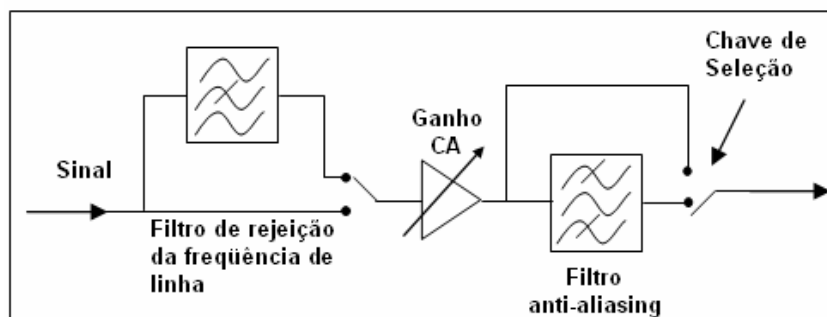 Sinal
Filtro de rejeição
da freqüência de
linha
Ganho
CA
Filtro
anti-aliasing
Chave de
Seleção